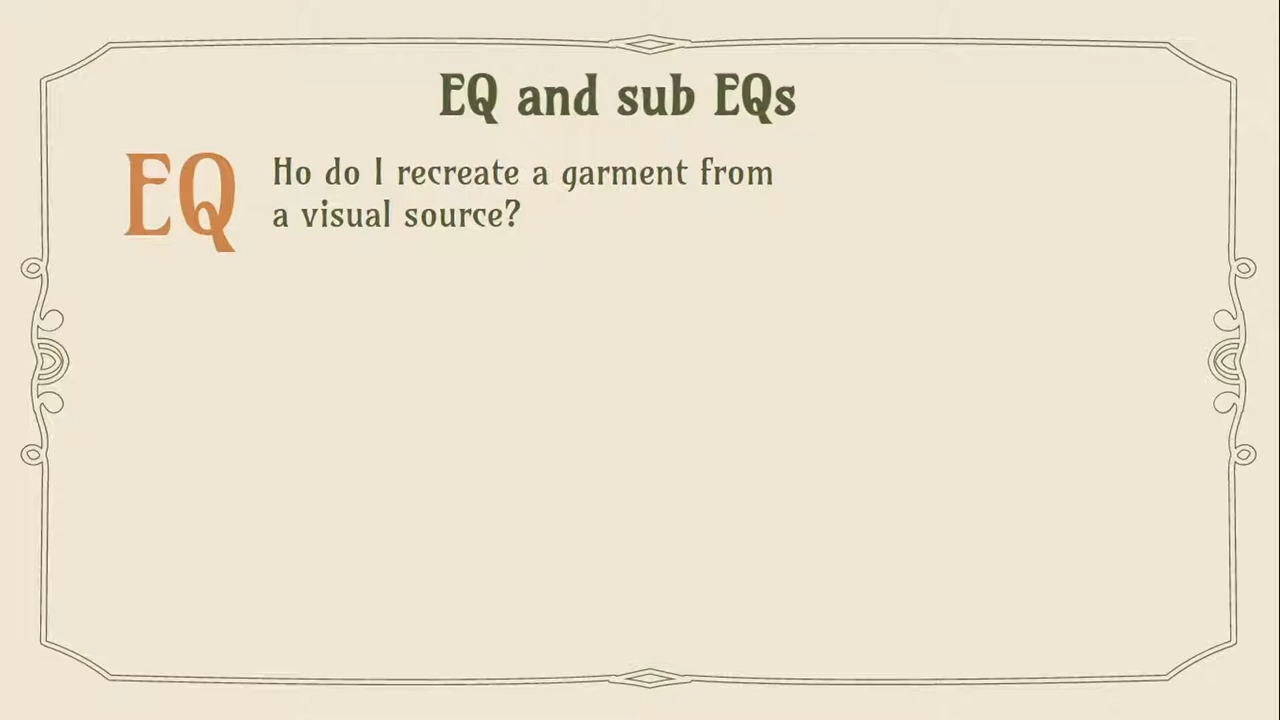 EQ and sub EQs
EQ
Ho do I recreate a garment from
a visual source?